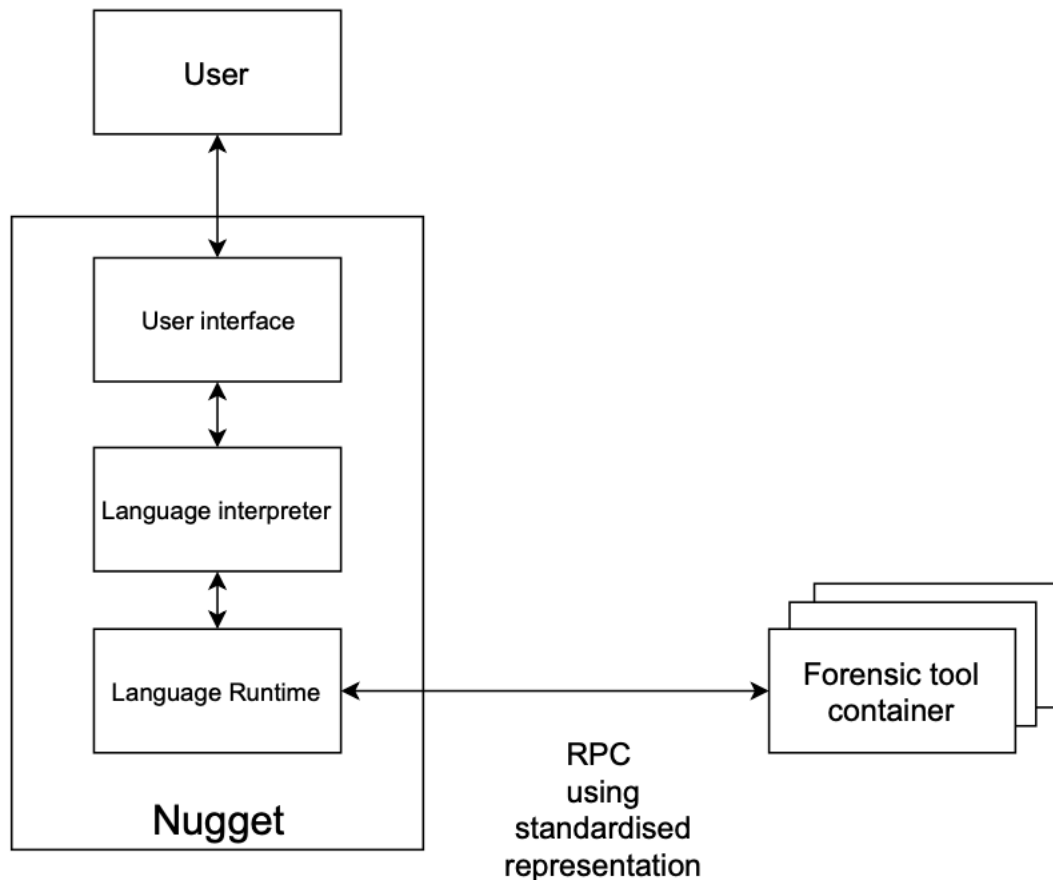 User
User interface
Language interpreter
Language Runtime
Forensic tool
container
RPC
using
standardised
representation
Nugget